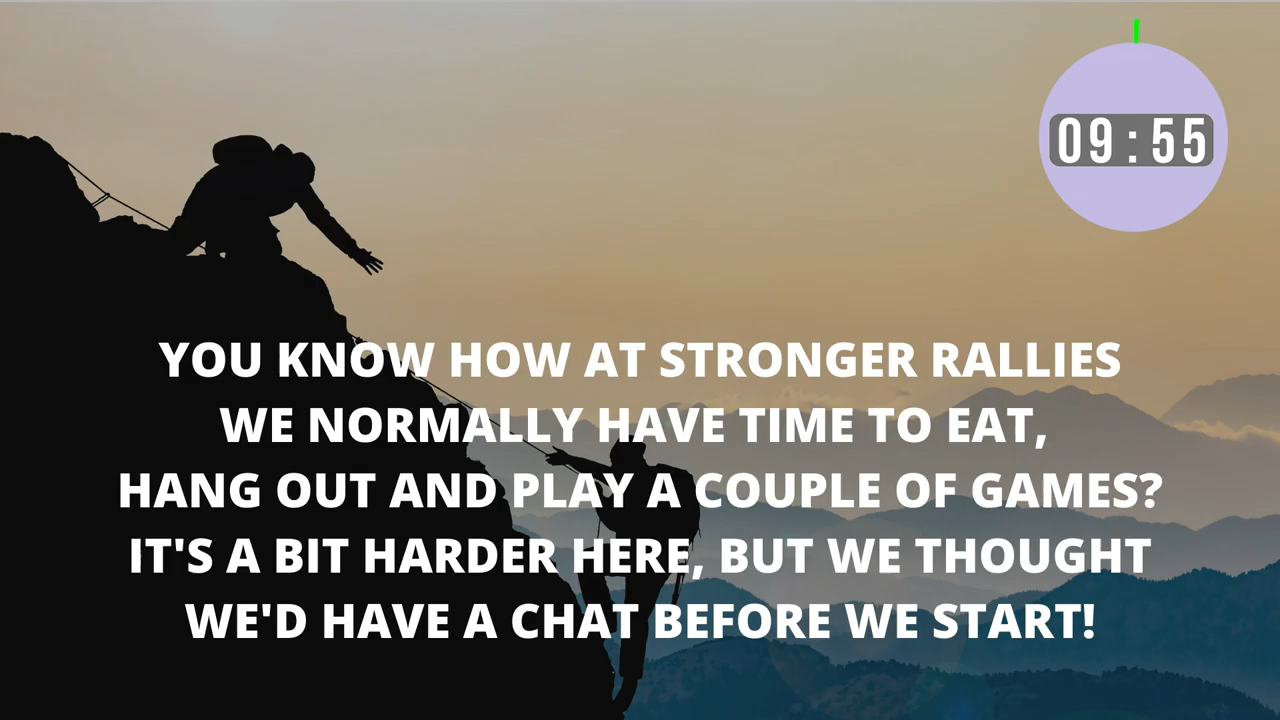 09:55
YOU KNOW HOW AT STRONGER RALLIES
WE NORMALLY HAVE TIME TO EAT,
HANG OUT AND PLAY A COUPLE OF GAMES?
IT'S A BIT HARDER HERE, BUT WE THOUGHT
WE'D HAVE A CHAT BEFORE WE START!